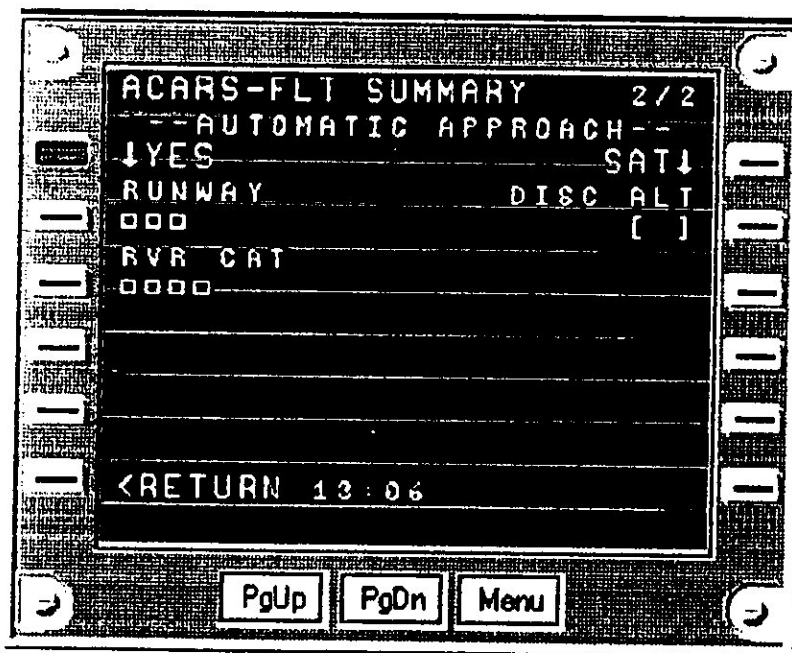 ACARS-FLT SUMMARY 2/2
--AUTOMATIC APPROACH--
↓YES SAT↓
RUNWAY DISC ALT
□□□ [ ]
RVR CAT
□□□□
<RETURN 13:06
PgUp PgDn Menu